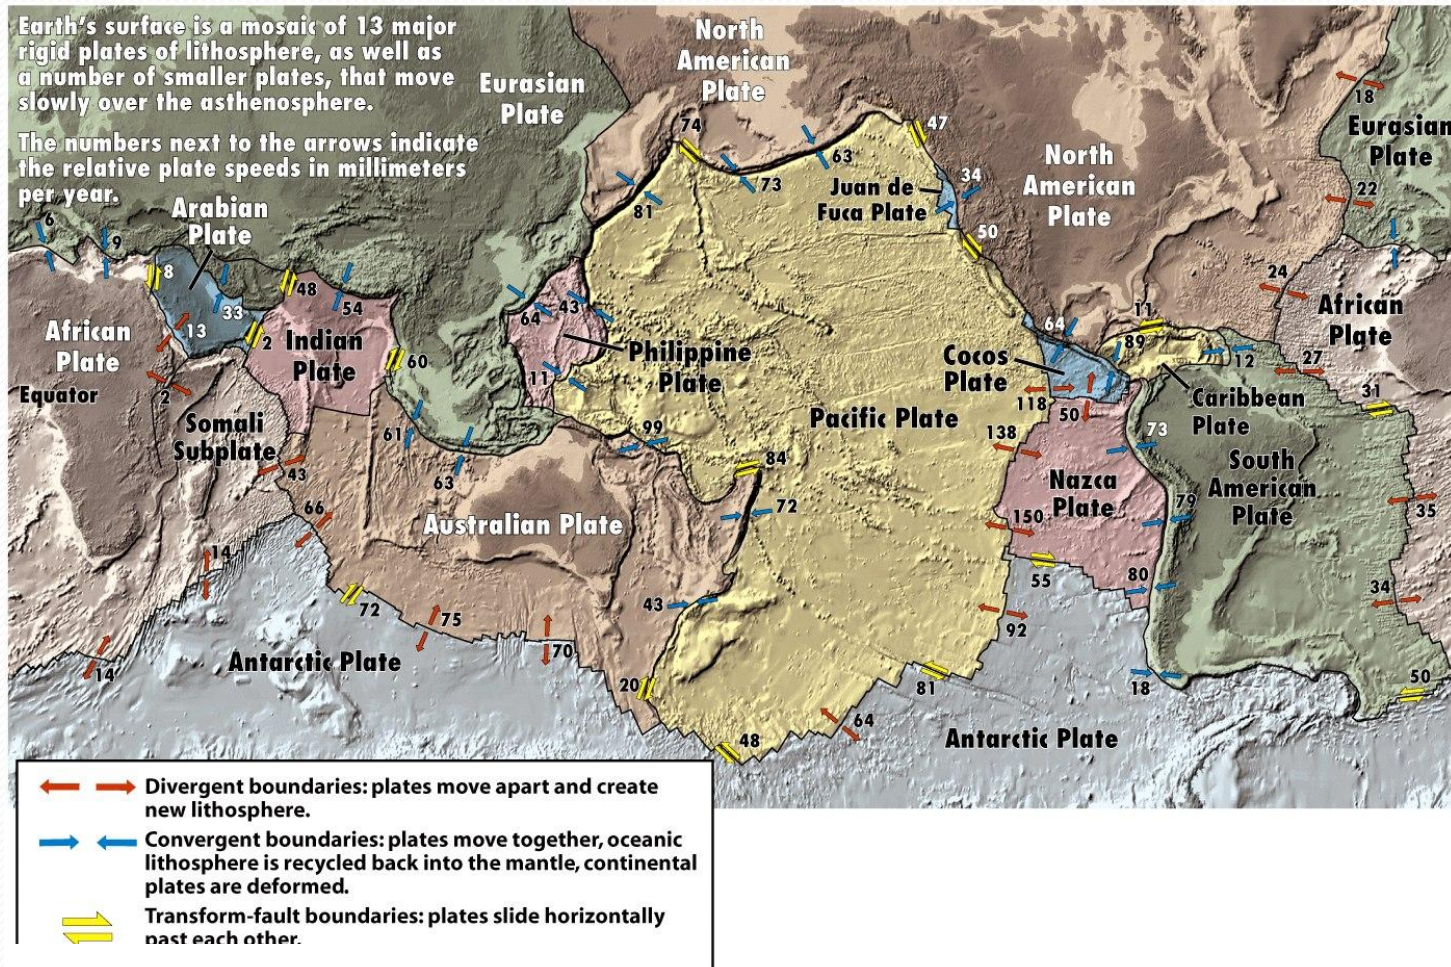 Earth's surface is a mosaic of 13 major
rigid plates of lithosphere, as well as
a number of smaller plates, that move
slowly over the asthenosphere.
The numbers next to the arrows indicate
the relative plate speeds in millimeters
per year.
North
American
Plate
Eurasian
Plate
74
47
63
73
81
18
Eurasian
Plate
North
American
Plate
34
Juan de
Fuca Plate
22
50
Arabian
Plate
6
9
8
48
24
African
Plate
33
54
13
43
64
64
11
89
12
African
Plate
2
Indian
Plate
60
Philippine
Plate
Cocos
Plate
27
11
Equator
2
118
50
Caribbean
Plate
31
Pacific Plate
Somali
Subplate
61
99
138
73
43
63
84
Nazca
Plate
South
American
Plate
66
Australian Plate
72
150
79
35
14
55
80
34
72
75
43
92
70
14
Antarctic Plate
20
81
18
50
48
64
Antarctic Plate
Divergent boundaries: plates move apart and create
new lithosphere.
Convergent boundaries: plates move together, oceanic
lithosphere is recycled back into the mantle, continental
plates are deformed.
Transform-fault boundaries: plates slide horizontally
past each other.